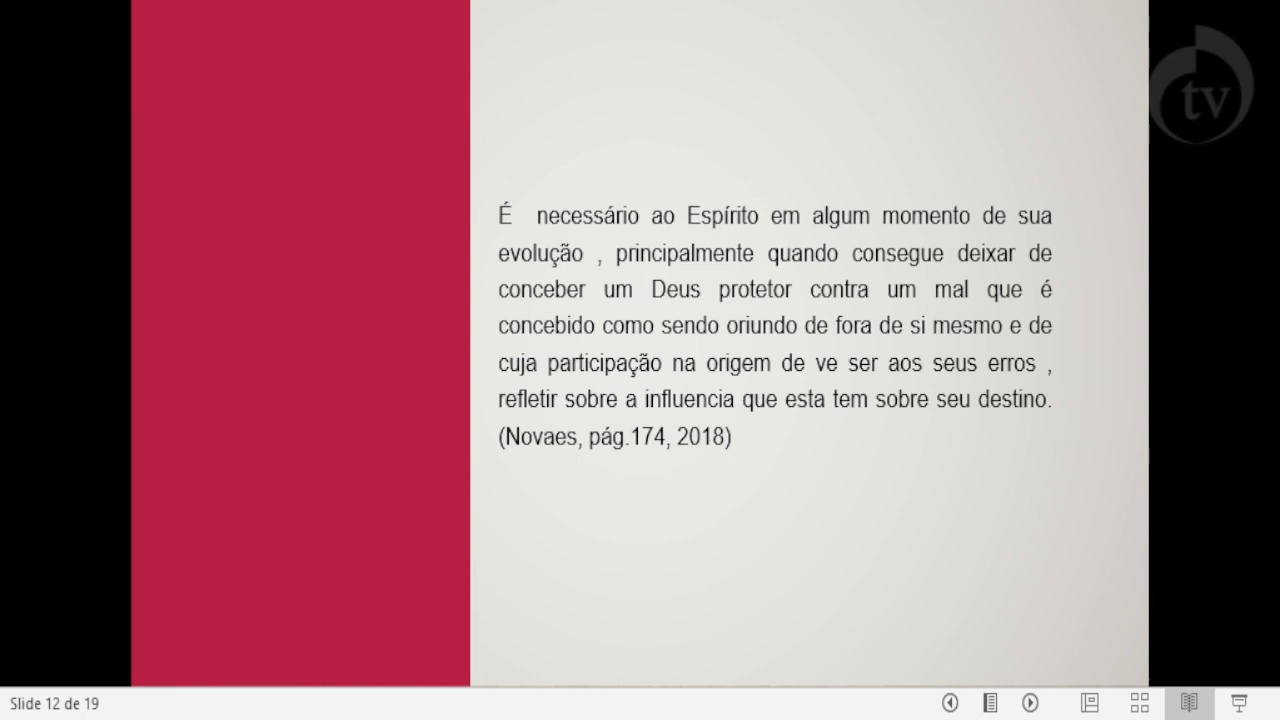 tv
É necessário ao Espírito em algum momento de sua
evolução , principalmente quando consegue deixar de
conceber um Deus protetor contra um mal que é
concebido como sendo oriundo de fora de si mesmo e de
cuja participação na origem de ve ser aos seus erros ,
refletir sobre a influencia que esta tem sobre seu destino.
(Novaes, pág.174, 2018)
Slide 12 de 19